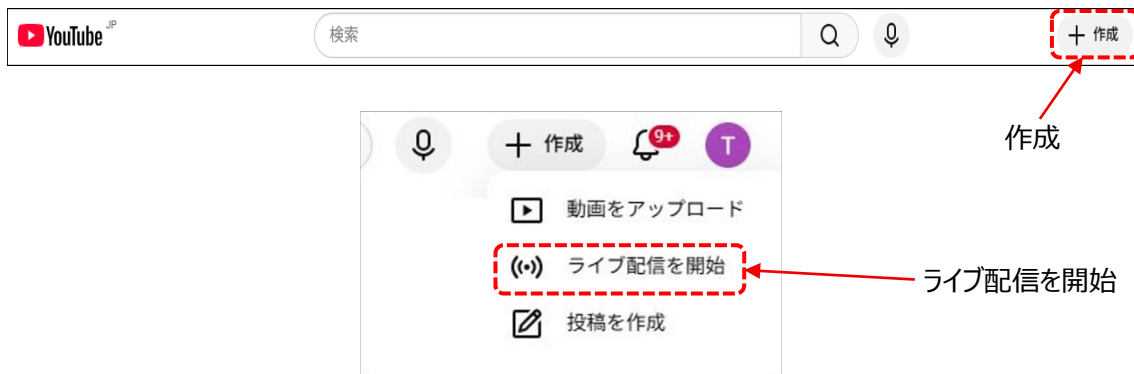 YouTube JP
検索
+ 作成
作成
+ 作成
9+
T
動画をアップロード
ライブ配信を開始
ライブ配信を開始
投稿を作成